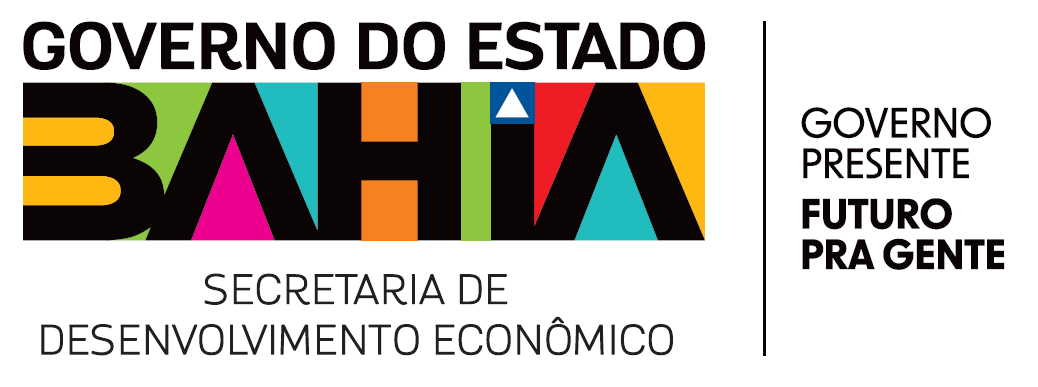 GOVERNO DO ESTADO
BAHIA
SECRETARIA DE
DESENVOLVIMENTO ECONÔMICO
GOVERNO
PRESENTE
FUTURO
PRA GENTE